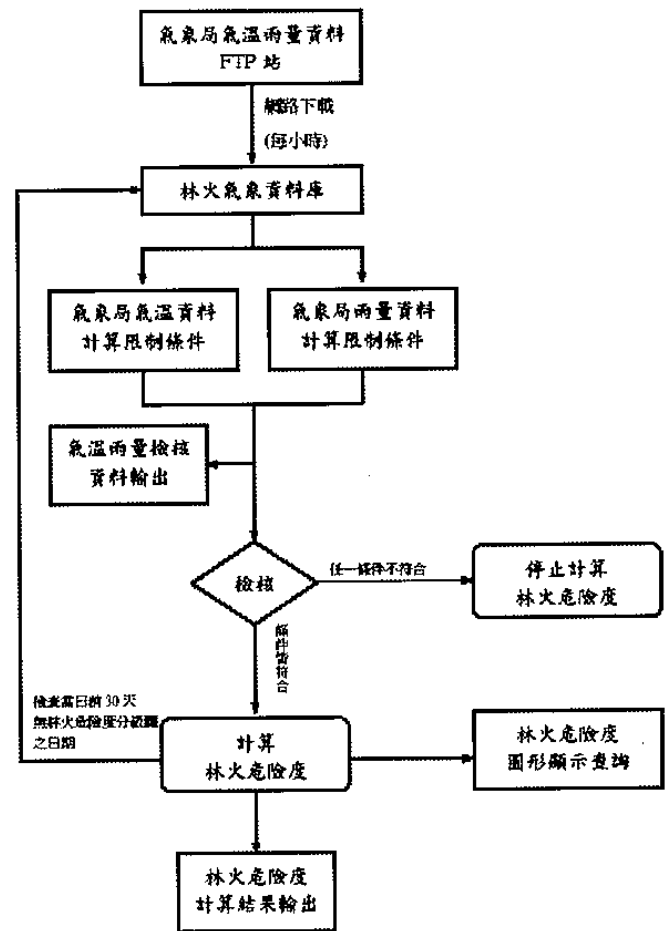 氣象局氣溫雨量資料
FTP 站
網路下載
(每小時)
林火氣象資料庫
氣象局氣溫資料
計算限制條件
氣象局雨量資料
計算限制條件
氣溫雨量檢核
資料輸出
檢核
任一條件不符合
停止計算
林火危險度
條件皆符合
檢查當日前 30 天
無林火危險度分級圖
之日期
計算
林火危險度
林火危險度
圖形顯示查詢
林火危險度
計算結果輸出